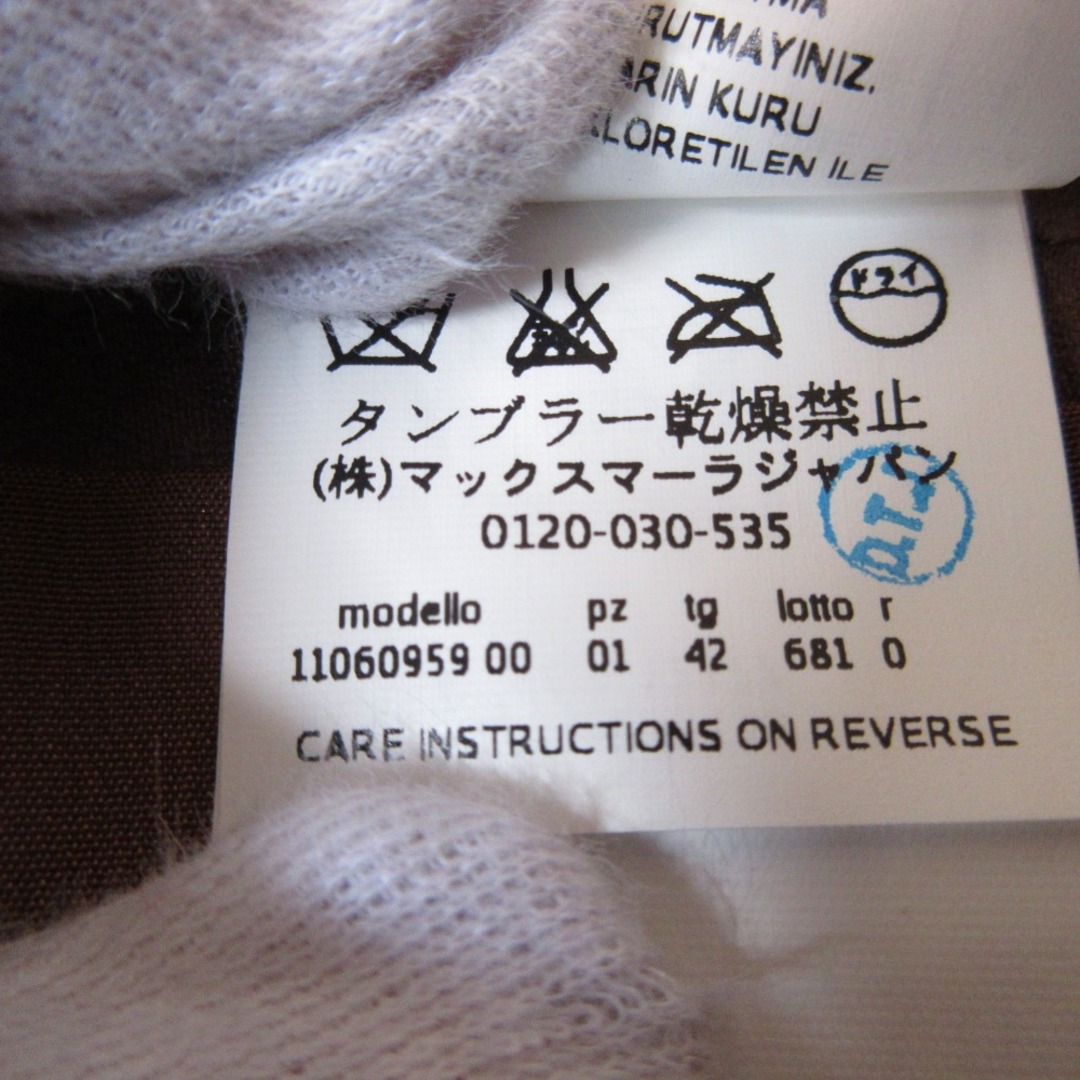 RUTMAYINIZ.
KURU
ILE
ドライ
タンブラー乾燥禁止
(株)マックスマーラジャパン
0120-030-535
modello pz tg lotto r
11060959 00 01 42 681 0
CARE INSTRUCTIONS ON REVERSE